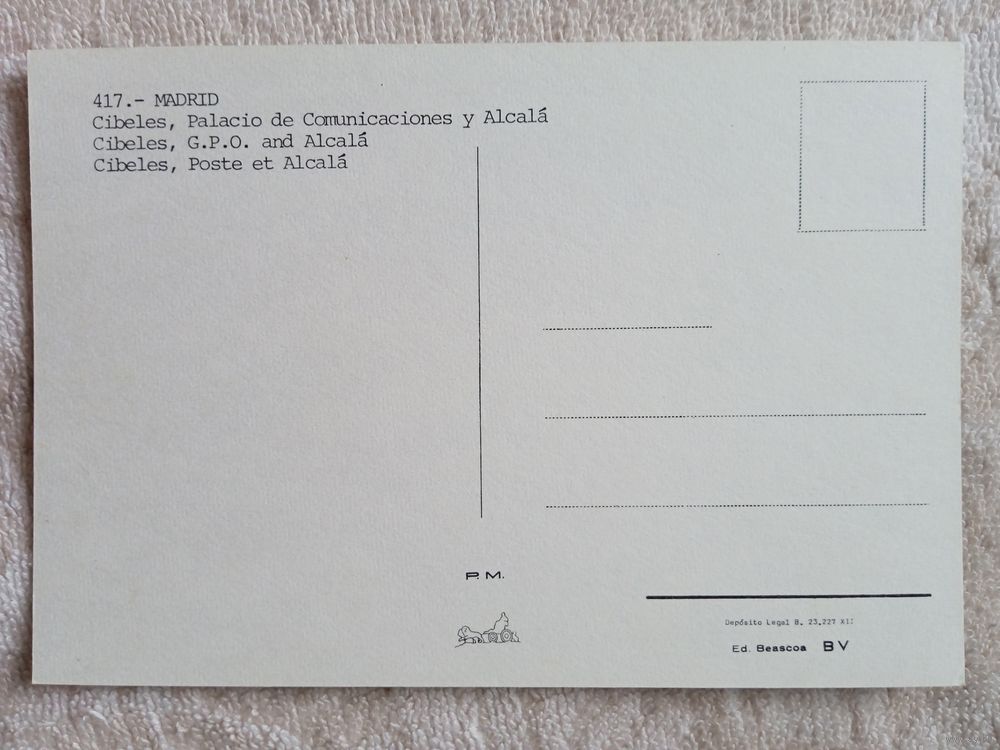 417.- MADRID
Cibeles, Palacio de Comunicaciones y Alcalá
Cibeles, G.P.O. and Alcalá
Cibeles, Poste et Alcalá
P. M.
Depósito Legal B. 23.227 XII
Ed. Beascoa BV